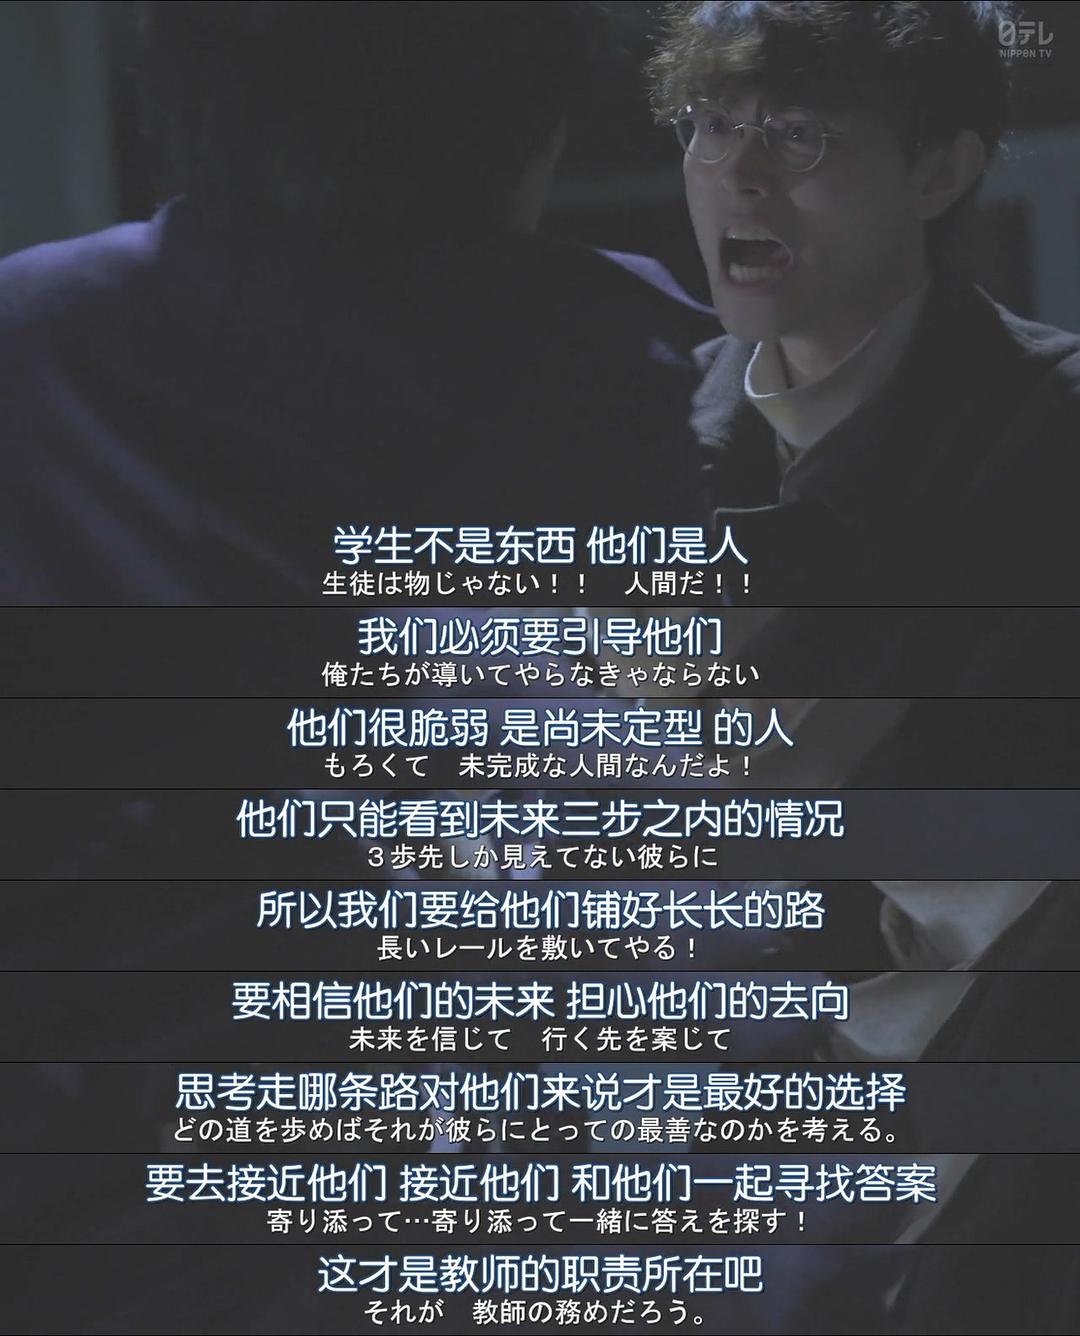 日テレ
NIPPON TV
学生不是东西 他们是人
生徒は物じゃない！！　人間だ！！
我们必须要引导他们
俺たちが導いてやらなきゃならない
他们很脆弱 是尚未定型 的人
もろくて　未完成な人間なんだよ！
他们只能看到未来三步之内的情况
３歩先しか見えてない彼らに
所以我们要给他们铺好长长的路
長いレールを敷いてやる！
要相信他们的未来 担心他们的去向
未来を信じて　行く先を案じて
思考走哪条路对他们来说才是最好的选择
どの道を歩めばそれが彼らにとっての最善なのかを考える。
要去接近他们 接近他们 和他们一起寻找答案
寄り添って…寄り添って一緒に答えを探す！
这才是教师的职责所在吧
それが　教師の務めだろう。